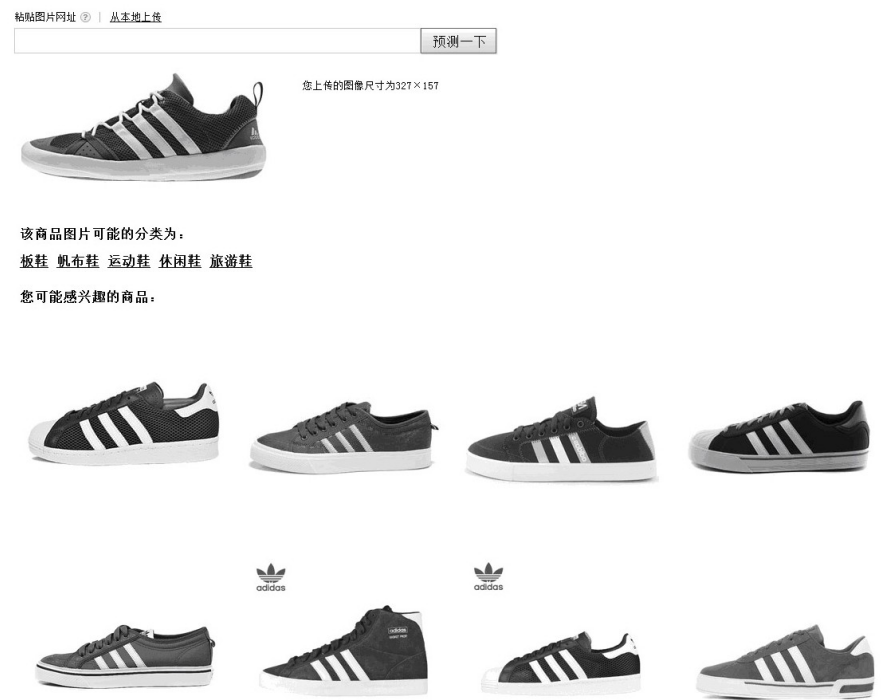 粘贴图片网址 ? | 从本地上传
预测一下
您上传的图像尺寸为327×157
该商品图片可能的分类为：
板鞋 帆布鞋 运动鞋 休闲鞋 旅游鞋
您可能感兴趣的商品：
adidas
adidas
adidas